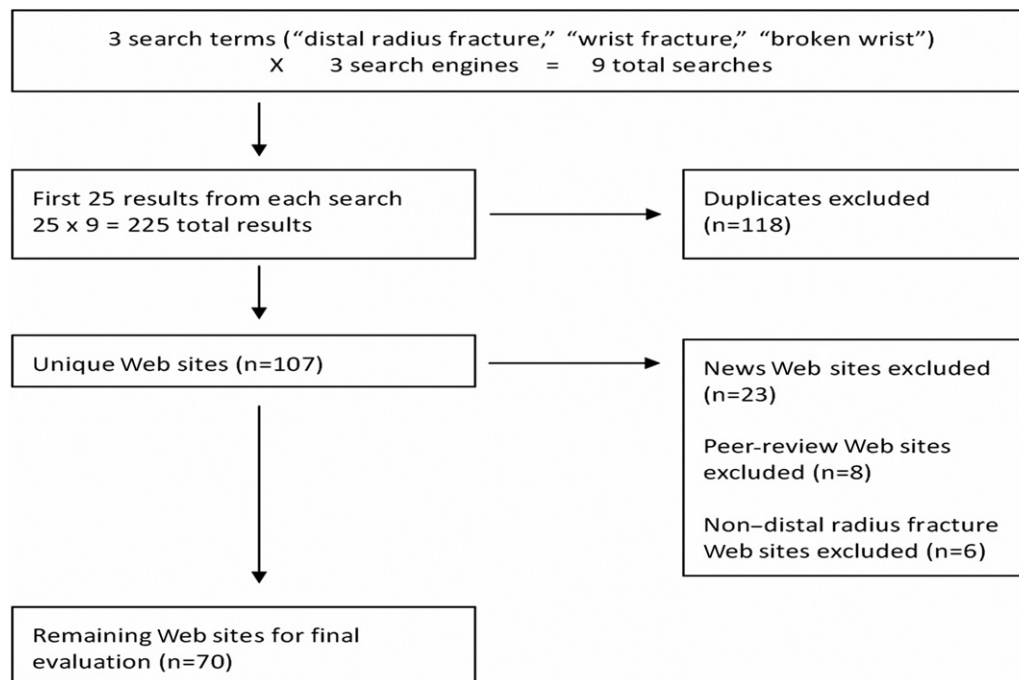 3 search terms (“distal radius fracture,” “wrist fracture,” “broken wrist”)
X 3 search engines = 9 total searches
First 25 results from each search
25 x 9 = 225 total results
Duplicates excluded
(n=118)
Unique Web sites (n=107)
News Web sites excluded
(n=23)
Peer-review Web sites
excluded (n=8)
Non–distal radius fracture
Web sites excluded (n=6)
Remaining Web sites for final
evaluation (n=70)